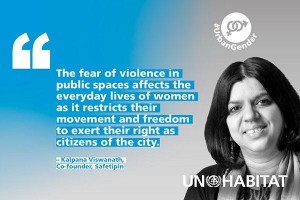 #UrbanGender
The fear of violence in
public spaces affects the
everyday lives of women
as it restricts their
movement and freedom
to exert their right as
citizens of the city.
– Kalpana Viswanath,
Co-founder, Safetipin
UN HABITAT